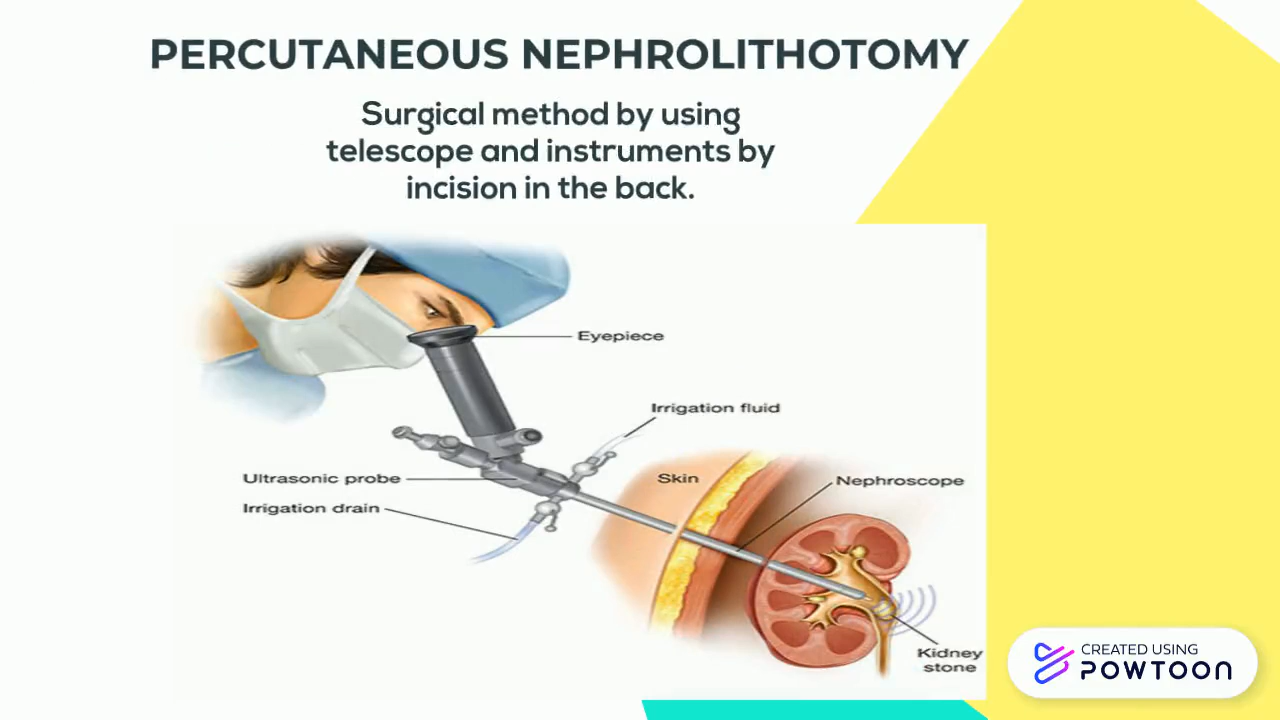 PERCUTANEOUS NEPHROLITHOTOMY
Surgical method by using
telescope and instruments by
incision in the back.
Eyepiece
Irrigation fluid
Ultrasonic probe
Skin
Nephroscope
Irrigation drain
Kidney
stone
CREATED USING
POWTOON